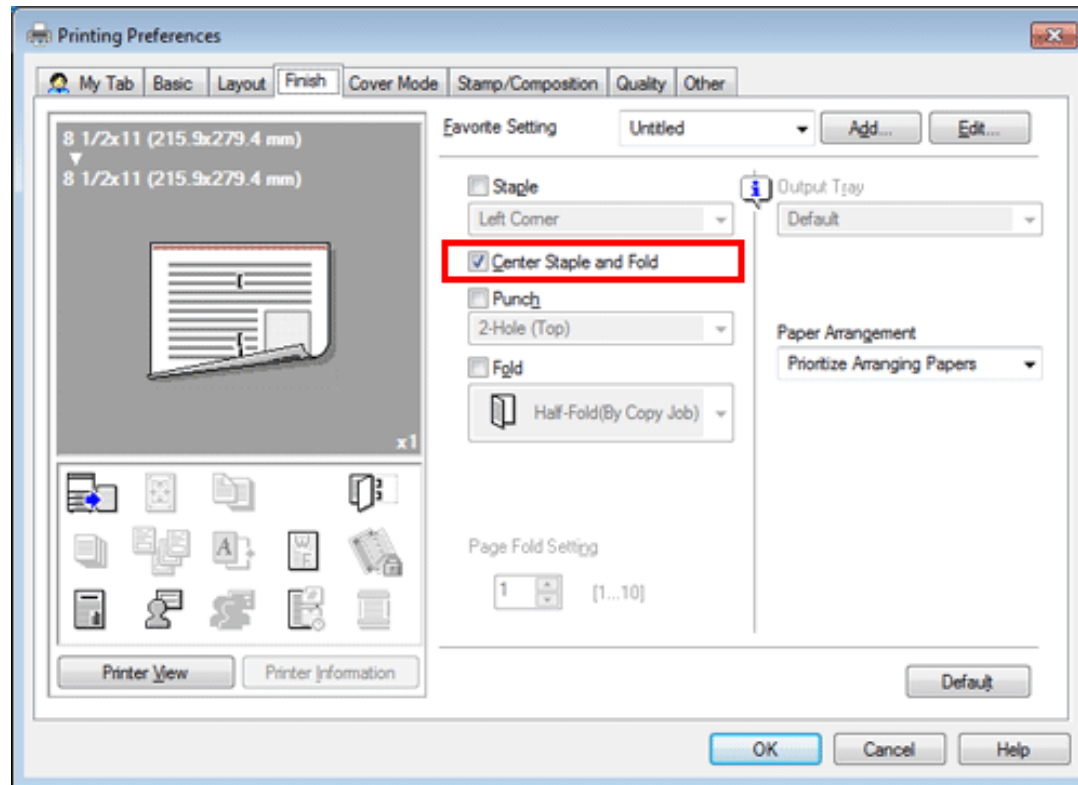 Printing Preferences
My Tab Basic Layout Finish Cover Mode Stamp/Composition Quality Other
8 1/2x11 (215.9x279.4 mm)
8 1/2x11 (215.9x279.4 mm)
x1
Printer View Printer Information
Favorite Setting Untitled Add... Edit...
Staple
Left Corner
Center Staple and Fold
Punch
2-Hole (Top)
Fold
Half-Fold(By Copy Job)
Page Fold Setting
1 [1...10]
Output Tray
Default
Paper Arrangement
Prioritize Arranging Papers
Default
OK Cancel Help